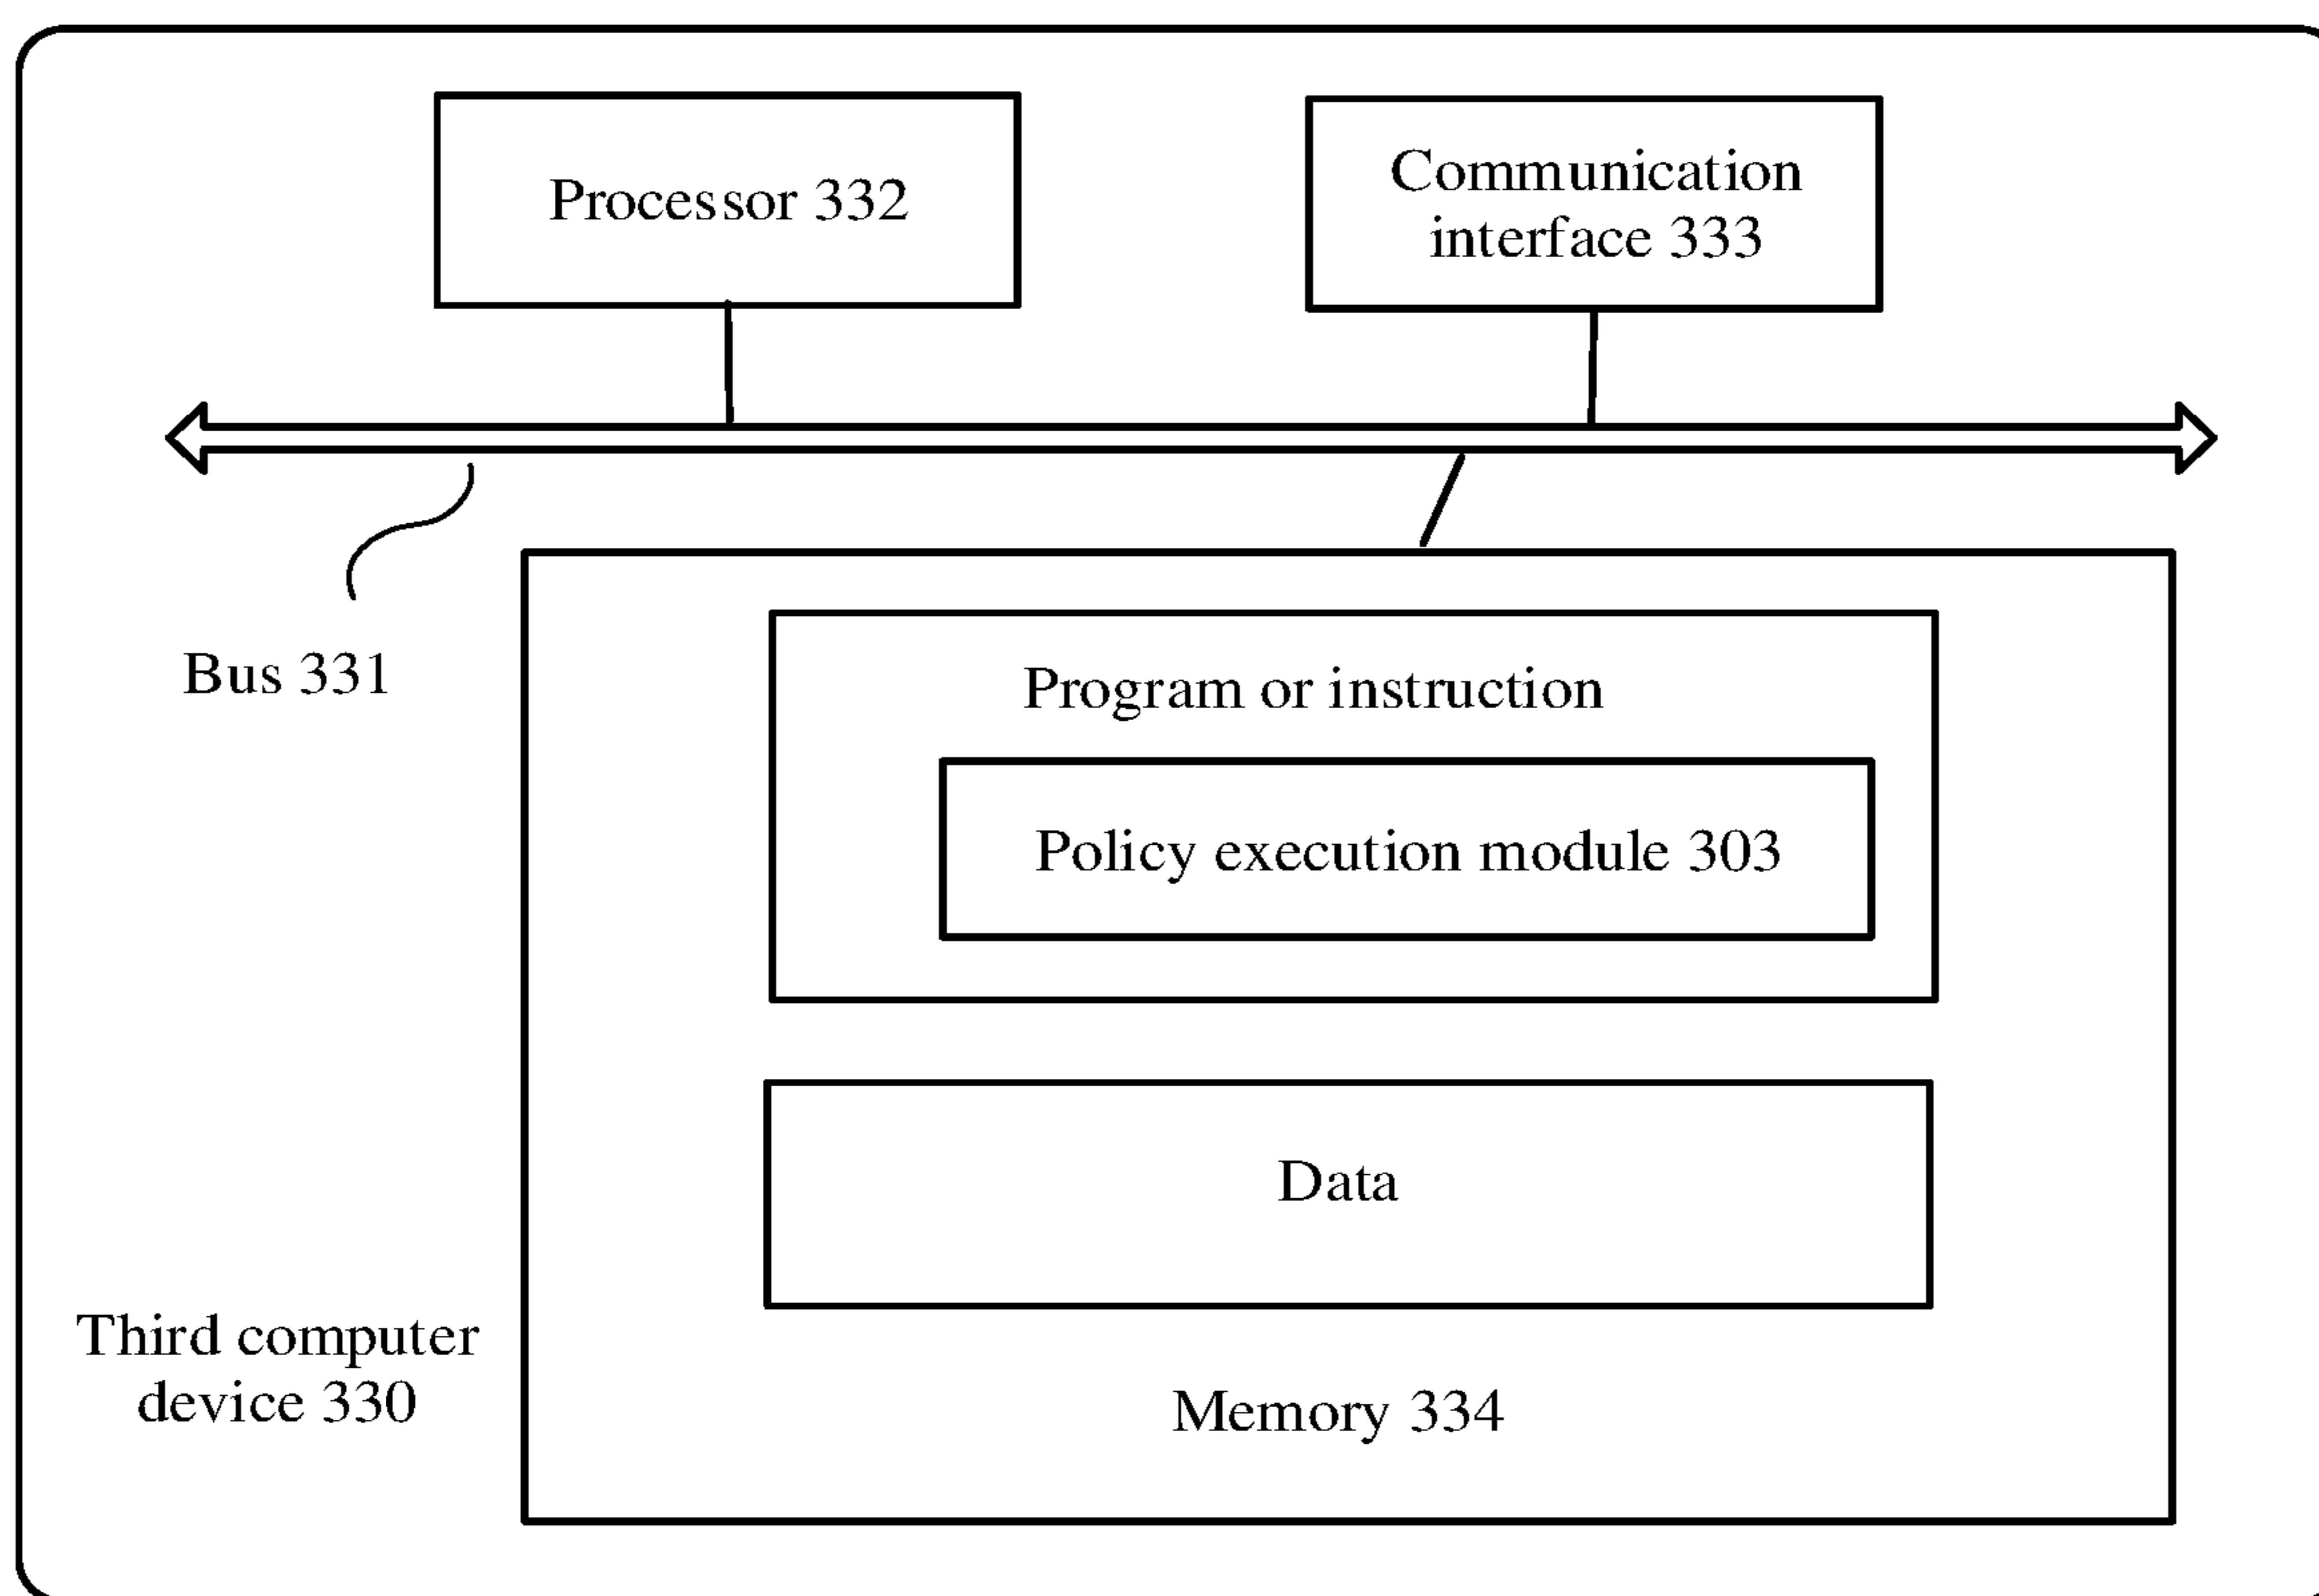 Processor 332
Communication
interface 333
Bus 331
Program or instruction
Policy execution module 303
Data
Third computer
device 330
Memory 334